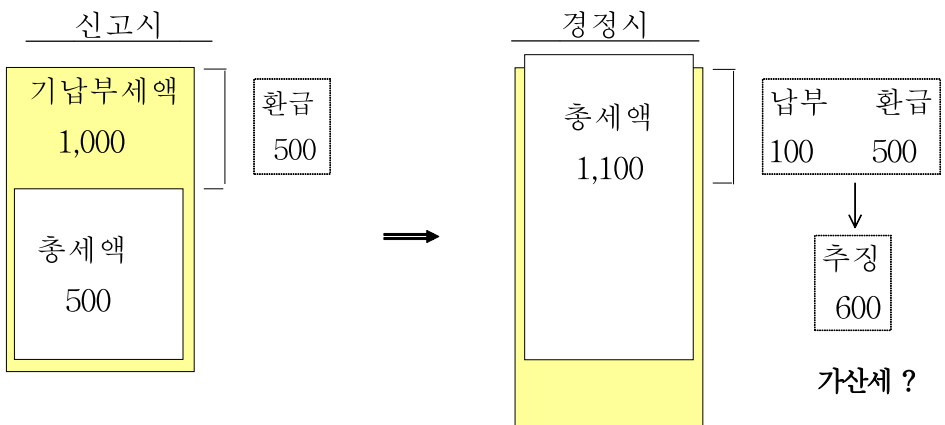 신고시
기납부세액
1,000
환급
500
총세액
500
경정시
총세액
1,100
납부 환급
100 500
추징
600
가산세 ?